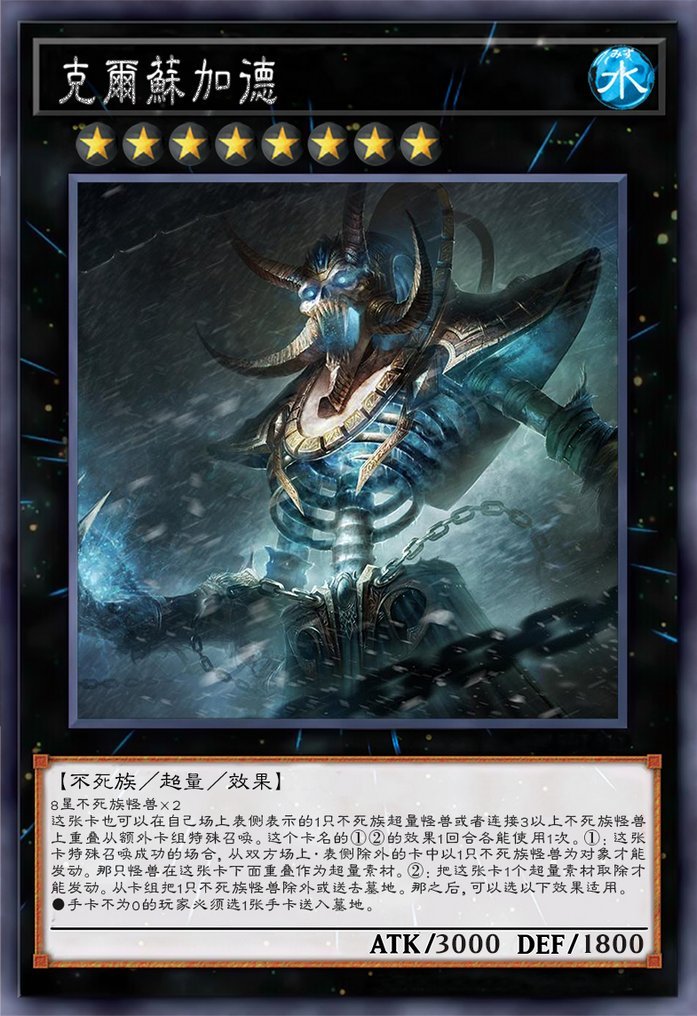 克爾蘇加德
みず
水
【不死族／超量／效果】
8星不死族怪兽×2
这张卡也可以在自己场上表侧表示的1只不死族超量怪兽或者连接3以上不死族怪兽
上重叠从额外卡组特殊召唤。这个卡名的①②的效果1回合各能使用1次。①：这张
卡特殊召唤成功的场合，从双方场上·表侧除外的卡中以1只不死族怪兽为对象才能
发动。那只怪兽在这张卡下面重叠作为超量素材。②：把这张卡1个超量素材取除才
能发动。从卡组把1只不死族怪兽除外或送去墓地。那之后，可以选以下效果适用。
●手卡不为0的玩家必须选1张手卡送入墓地。
ATK/3000 DEF/1800